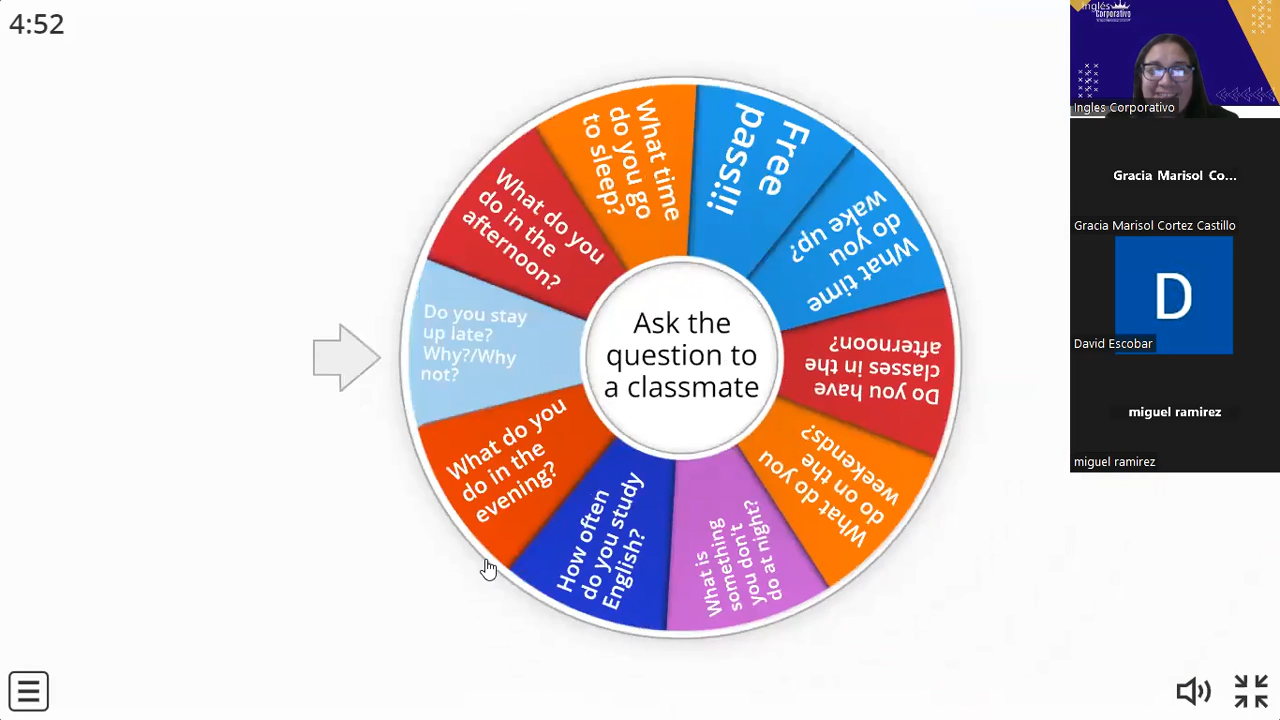 4:52
What time
do you go
to sleep?
Free
pass!!!
What time
do you
wake up?
Do you have
classes in the
afternoon?
What do you
do on the
weekends?
What is
something
you don't
do at night?
How often
do you study
English?
What do you
do in the
evening?
Do you stay
up late?
Why?/Why
not?
What do you
do in the
afternoon?
Ask the
question to
a classmate
Inglés
Corporativo
Ingles Corporativo
Gracia Marisol Co...
Gracia Marisol Cortez Castillo
D
David Escobar
miguel ramirez
miguel ramirez